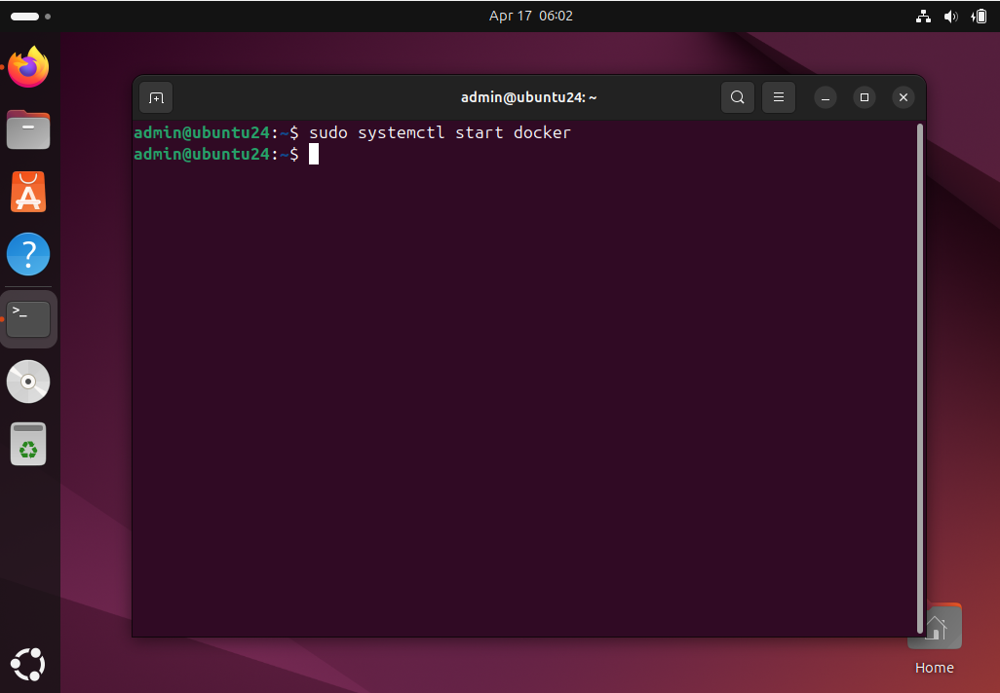 Apr 17 06:02
admin@ubuntu24: ~
admin@ubuntu24:~$ sudo systemctl start docker
admin@ubuntu24:~$
Home